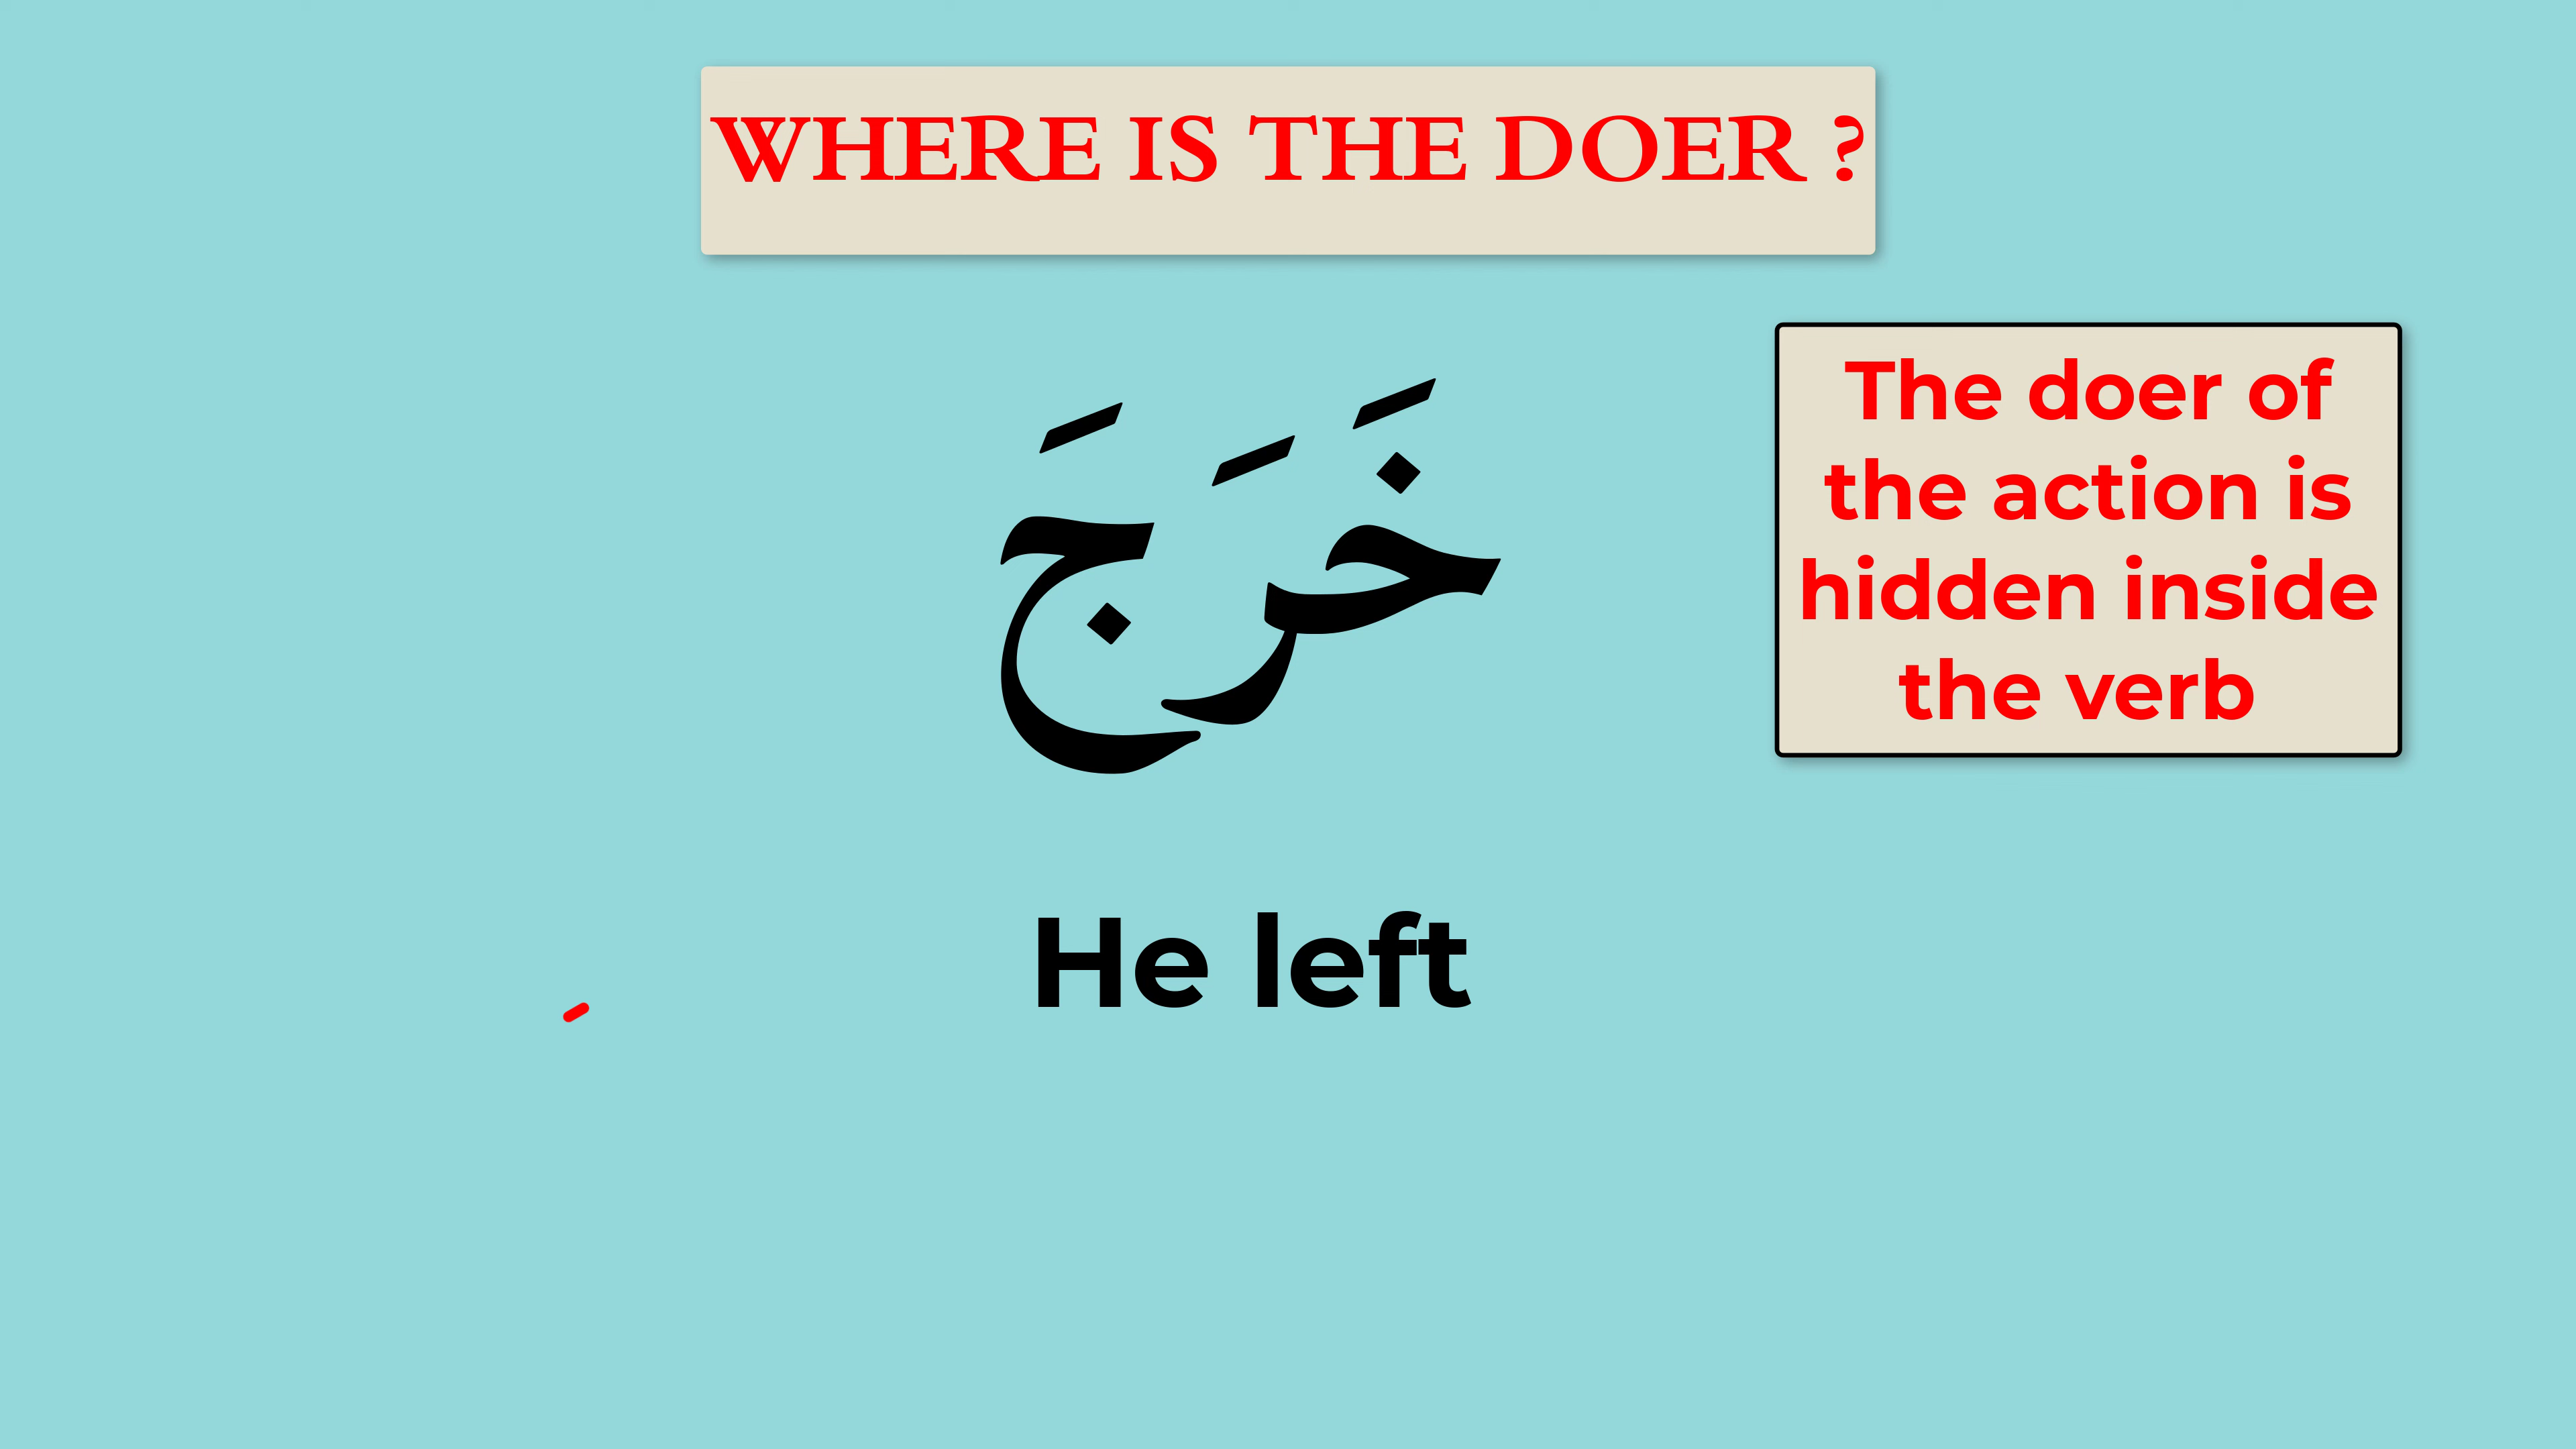 WHERE IS THE DOER ?
خَرَجَ
The doer of
the action is
hidden inside
the verb
He left